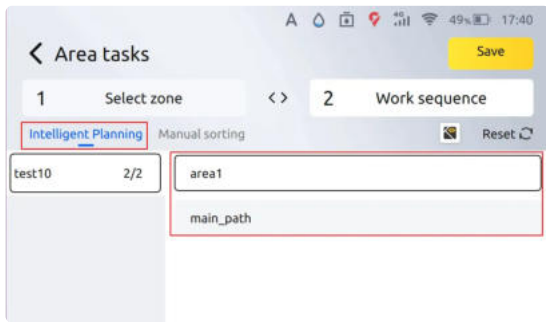 A 4G 49% 17:40
Area tasks Save
1 Select zone <> 2 Work sequence
Intelligent Planning Manual sorting Reset
test10 2/2 area1
main_path